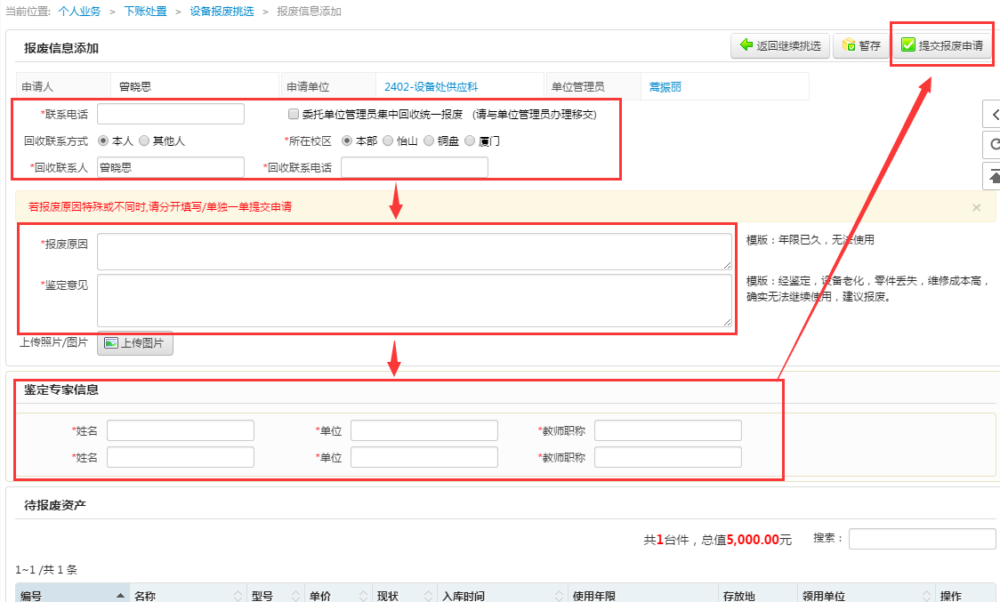 当前位置: 个人业务 > 下账处置 > 设备报废挑选 > 报废信息添加
报废信息添加 返回继续挑选 暂存 提交报废申请
申请人 曾晓思 申请单位 2402-设备处供应科 单位管理员 蒿振丽
*联系电话 委托单位管理员集中回收统一报废 (请与单位管理员办理移交)
回收联系方式 本人 其他人 *所在校区 本部 怡山 铜盘 厦门
*回收联系人 曾晓思 *回收联系电话
若报废原因特殊或不同时,请分开填写/单独一单提交申请 ×
*报废原因 模版：年限已久，无法使用
*鉴定意见 模版：经鉴定，设备老化，零件丢失，维修成本高，
确实无法继续使用，建议报废。
上传照片/图片 上传图片
鉴定专家信息
*姓名 *单位 *教师职称
*姓名 *单位 *教师职称
待报废资产
共1台件，总值5,000.00元 搜索：
1~1 /共 1 条
编号 名称 型号 单价 现状 入库时间 使用年限 存放地 领用单位 操作